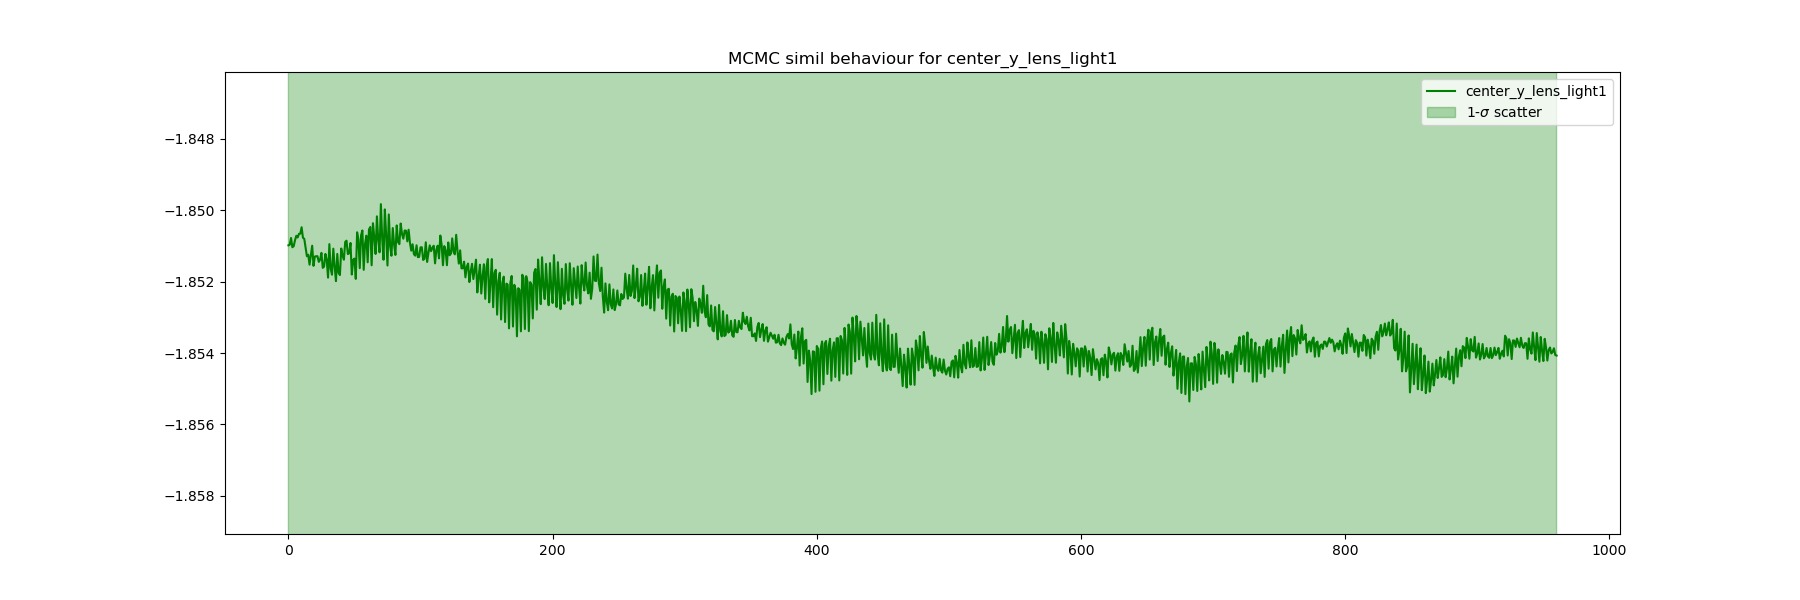 MCMC simil behaviour for center_y_lens_light1
center_y_lens_light1
1-σ scatter
−1.848
−1.850
−1.852
−1.854
−1.856
−1.858
0 200 400 600 800 1000